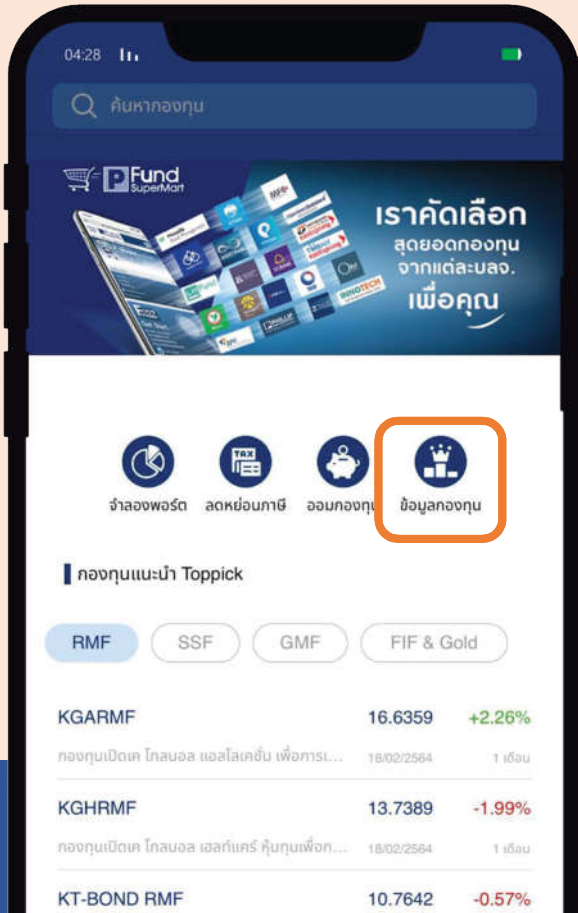 04:28
ค้นหากองทุน
P Fund
SuperMart
เราคัดเลือก
สุดยอดกองทุน
จากแต่ละบลจ.
เพื่อคุณ
INNOTECH
TAX
จำลองพอร์ต ลดหย่อนภาษี ออมกองทุน ข้อมูลกองทุน
กองทุนแนะนำ Toppick
RMF SSF GMF FIF & Gold
KGARMF 16.6359 +2.26%
กองทุนเปิดเค โกลบอล แอสโลเคชั่น เพื่อการเ... 18/02/2564 1 เดือน
KGHRMF 13.7389 -1.99%
กองทุนเปิดเค โกลบอล เฮลท์แคร์ หุ้นทุนเพื่อก.... 18/02/2564 1 เดือน
KT-BOND RMF 10.7642 -0.57%